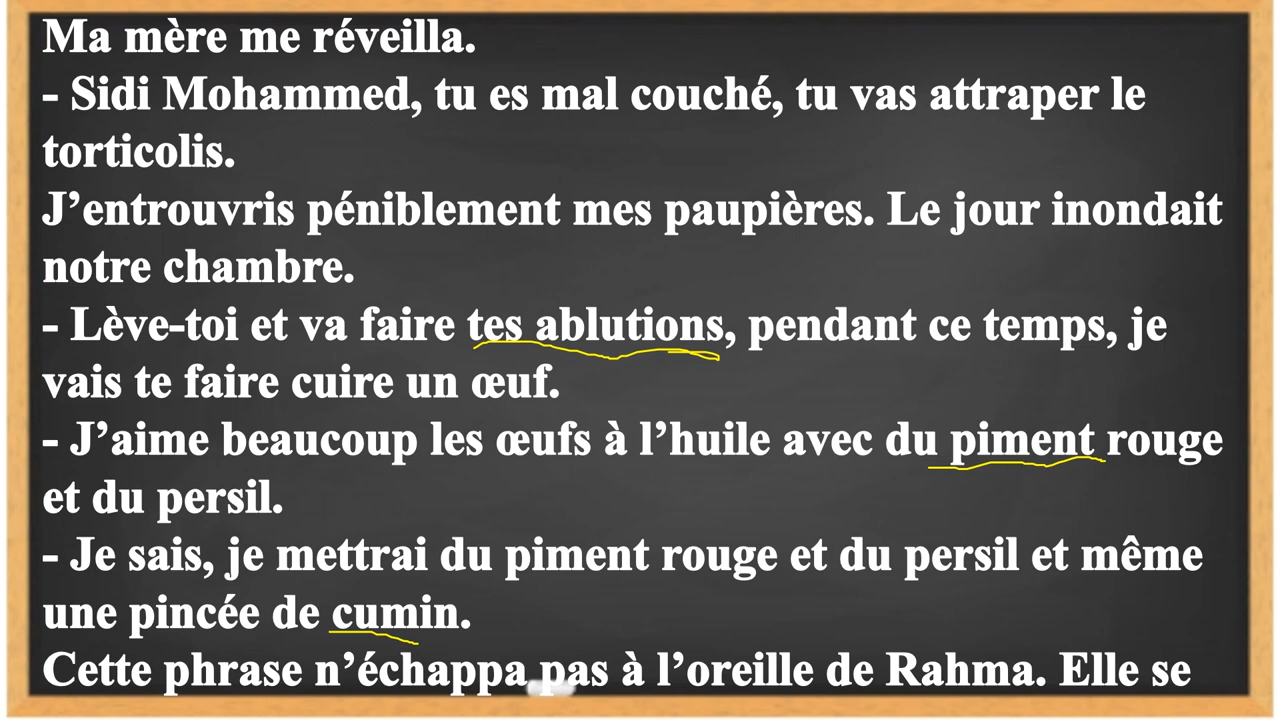 Ma mère me réveilla.
- Sidi Mohammed, tu es mal couché, tu vas attraper le
torticolis.
J’entrouvris péniblement mes paupières. Le jour inondait
notre chambre.
- Lève-toi et va faire tes ablutions, pendant ce temps, je
vais te faire cuire un œuf.
- J’aime beaucoup les œufs à l’huile avec du piment rouge
et du persil.
- Je sais, je mettrai du piment rouge et du persil et même
une pincée de cumin.
Cette phrase n’échappa pas à l’oreille de Rahma. Elle se